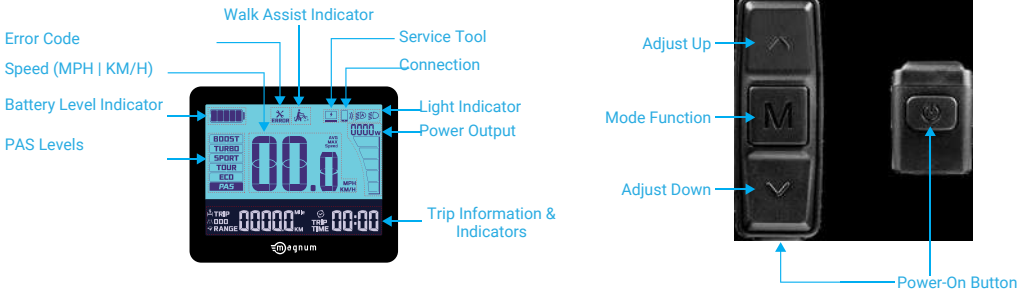 Walk Assist Indicator
Error Code
Speed (MPH | KM/H)
Battery Level Indicator
PAS Levels
Service Tool
Connection
Light Indicator
Power Output
Trip Information &
Indicators
ERROR
0000w
BOOST
TURBO
SPORT
TOUR
ECO
PAS
AVG
MAX
Speed
00.0
MPH
KM/H
TRIP
ODO
RANGE
00000
Mile
KM
TRIP
TIME
00:00
magnum
Adjust Up
Mode Function
M
Adjust Down
Power-On Button